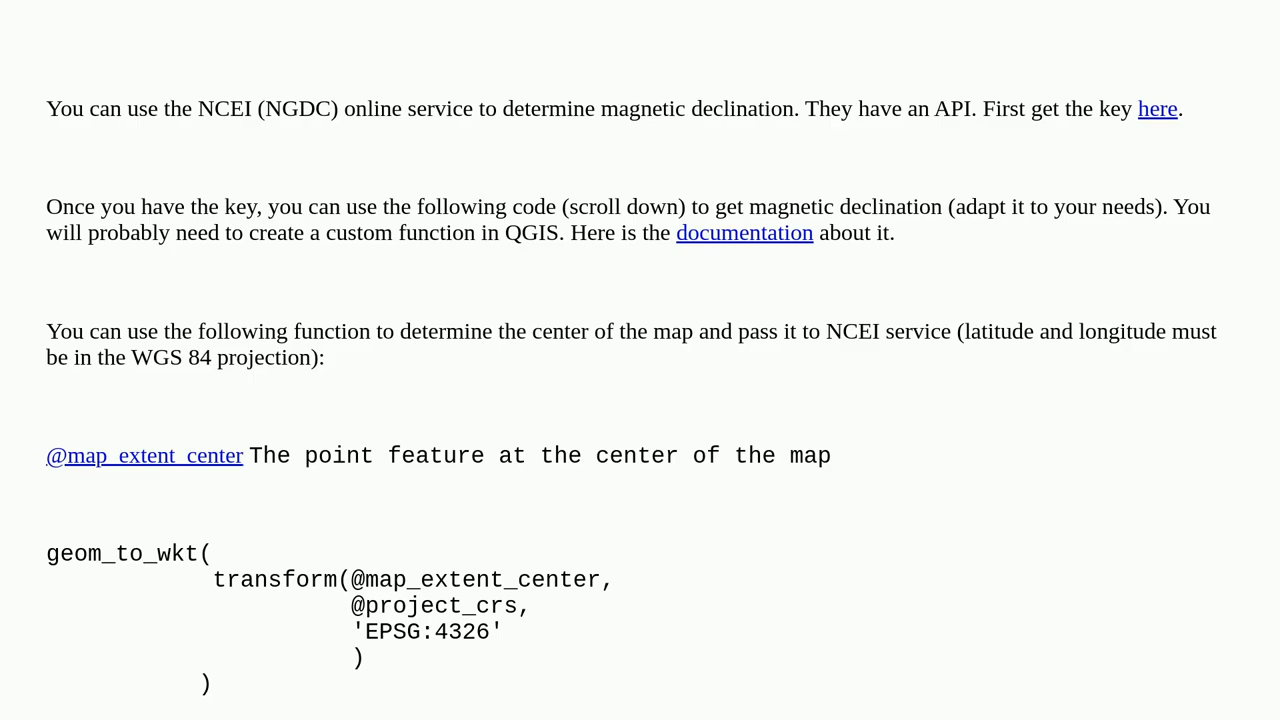 You can use the NCEI (NGDC) online service to determine magnetic declination. They have an API. First get the key here.
Once you have the key, you can use the following code (scroll down) to get magnetic declination (adapt it to your needs). You
will probably need to create a custom function in QGIS. Here is the documentation about it.
You can use the following function to determine the center of the map and pass it to NCEI service (latitude and longitude must
be in the WGS 84 projection):
@map_extent_center The point feature at the center of the map
geom_to_wkt(
            transform(@map_extent_center,
                      @project_crs,
                      'EPSG:4326'
                      )
           )